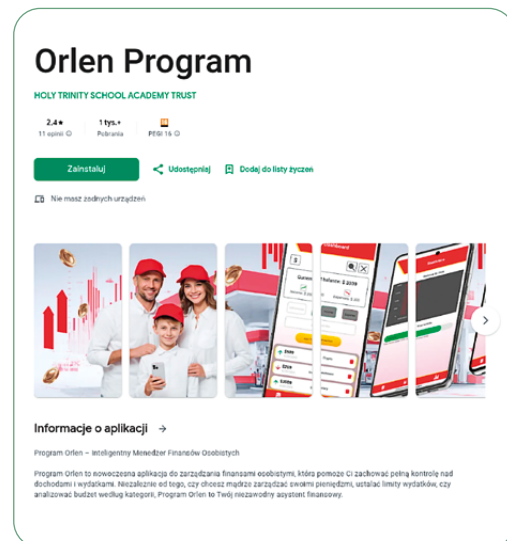 Orlen Program
HOLY TRINITY SCHOOL ACADEMY TRUST
2.4★ 1 tys.+
11 opinii Pobrania PEGI 16
Zainstaluj Udostępnij Dodaj do listy życzeń
Nie masz żadnych urządzeń
Informacje o aplikacji →
Program Orlen – Inteligentny Menedżer Finansów Osobistych
Program Orlen to nowoczesna aplikacja do zarządzania finansami osobistymi, która pomoże Ci zachować pełną kontrolę nad
dochodami i wydatkami. Niezależnie od tego, czy chcesz mądrze zarządzać swoimi pieniędzmi, ustalać limity wydatków, czy
analizować budżet według kategorii, Program Orlen to Twój niezawodny asystent finansowy.